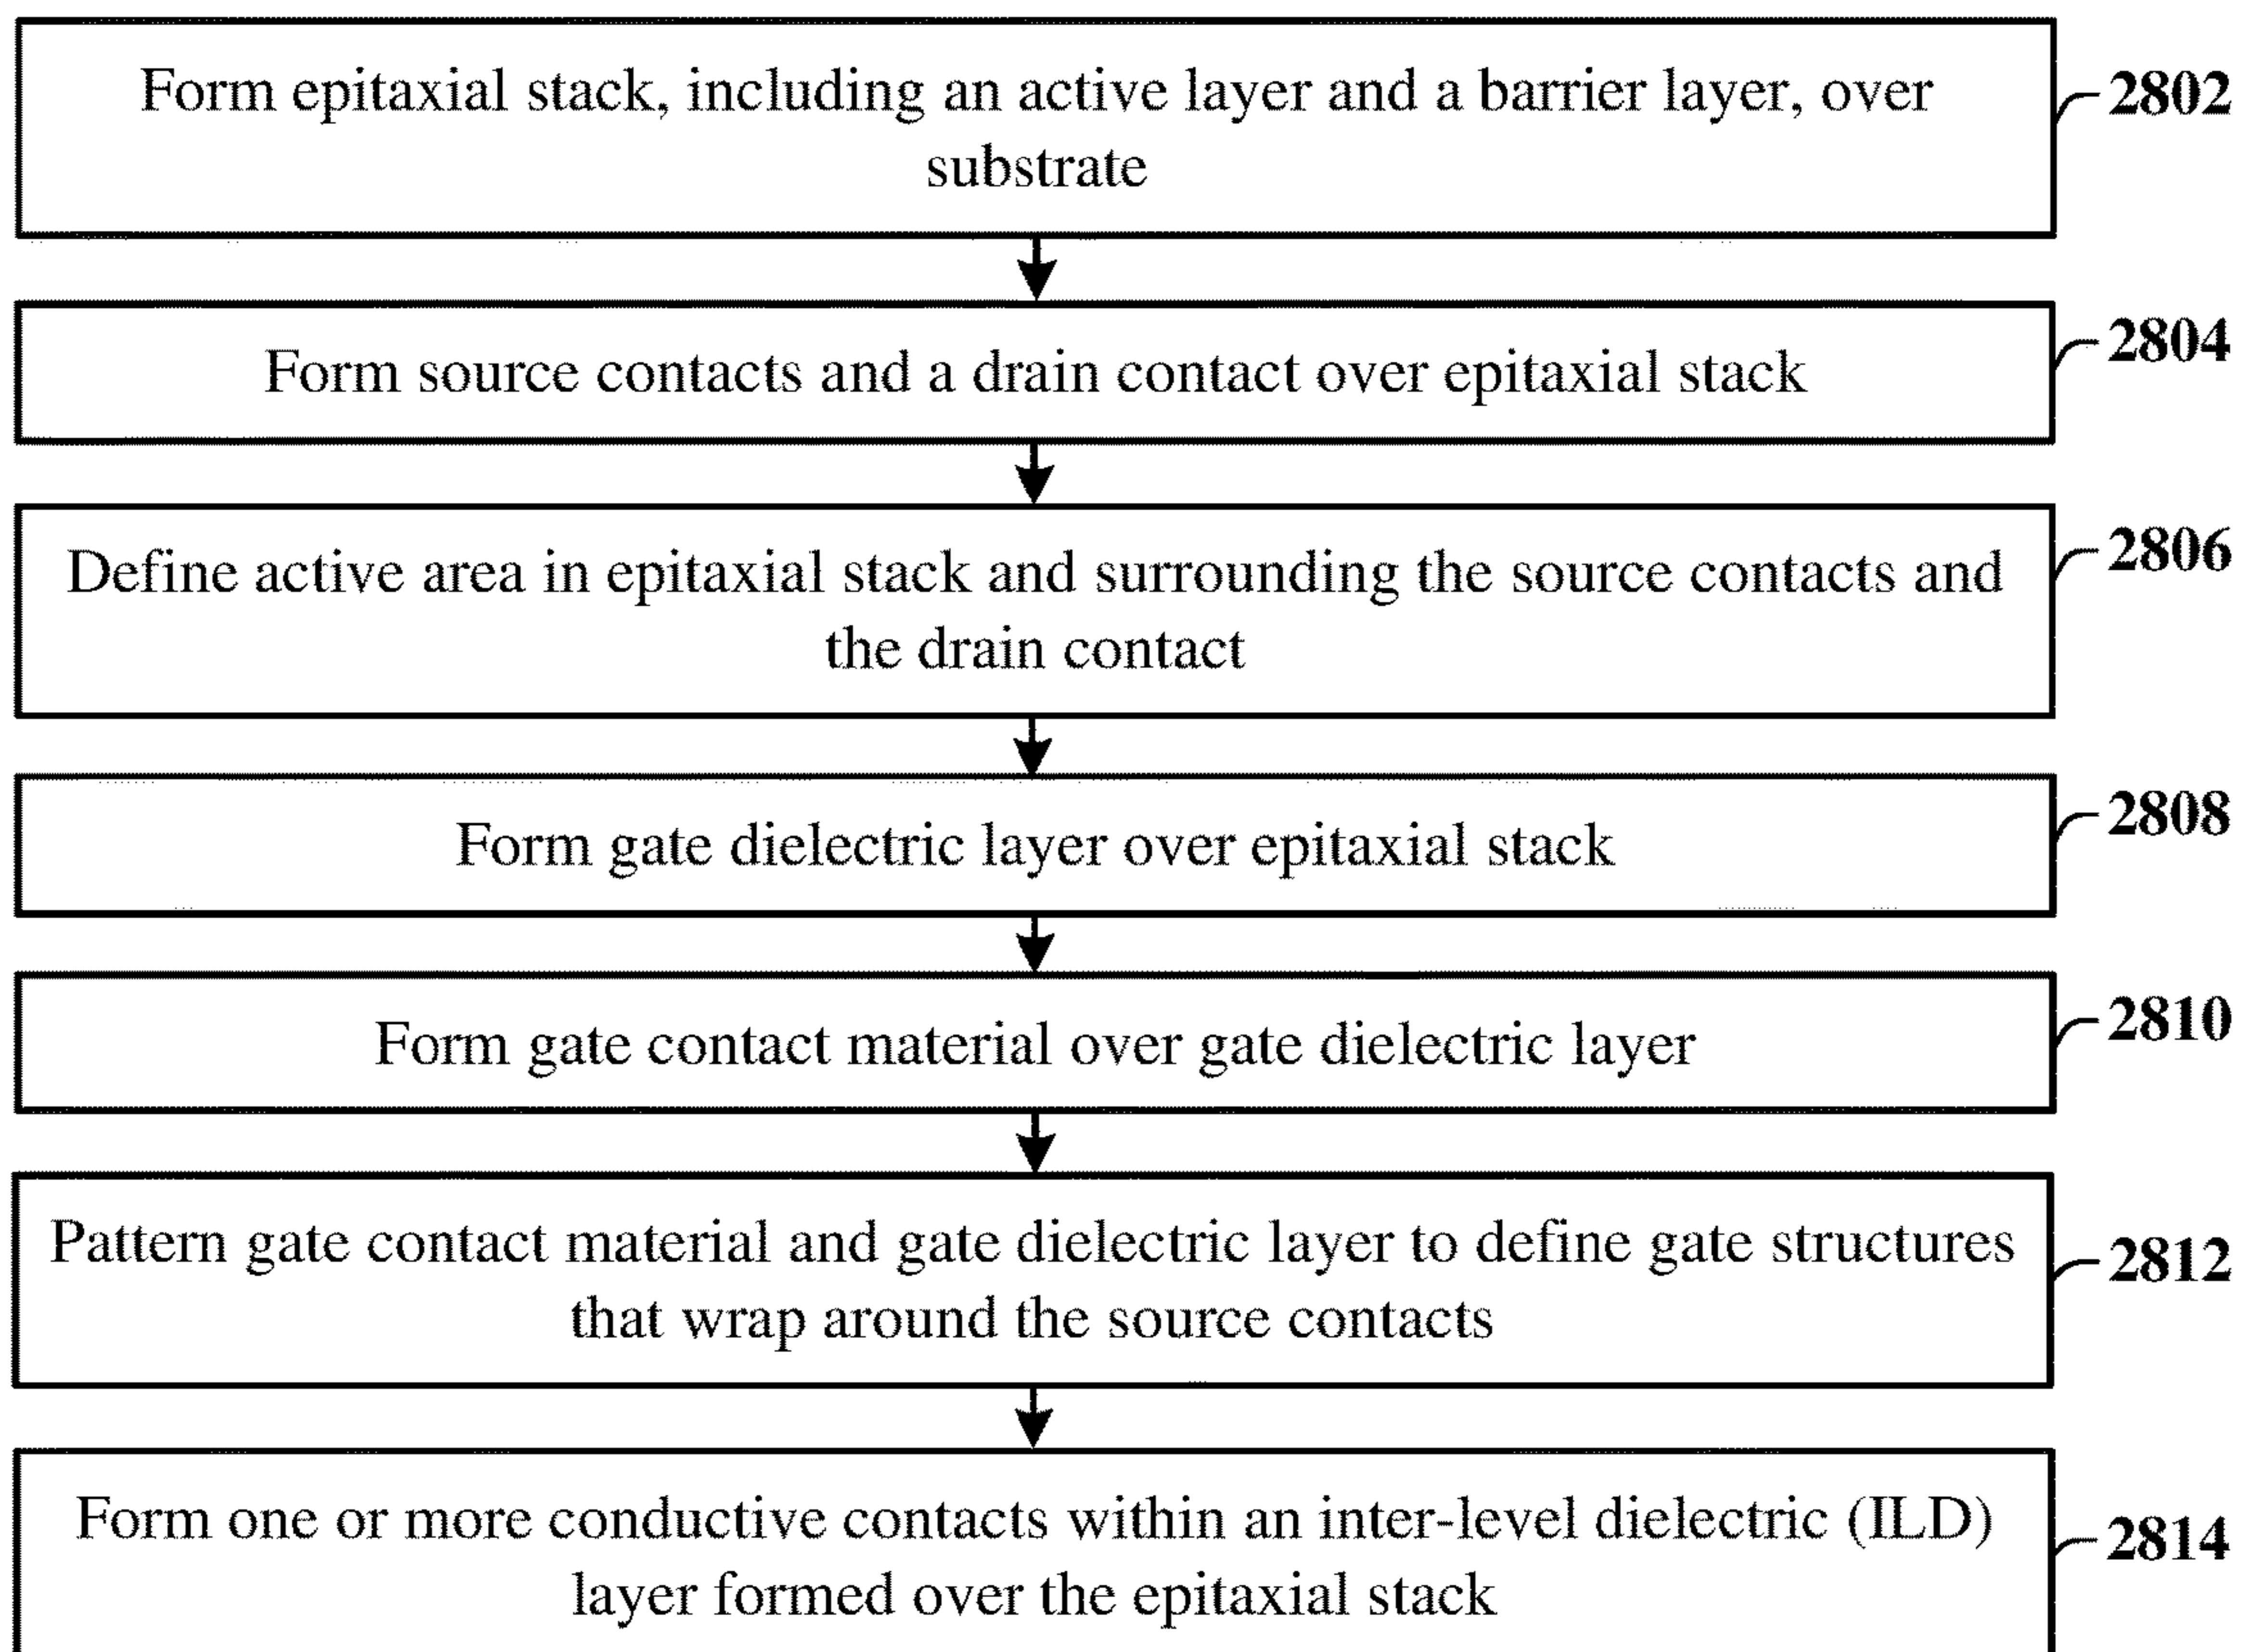 Form epitaxial stack, including an active layer and a barrier layer, over
substrate
2802
Form source contacts and a drain contact over epitaxial stack
2804
Define active area in epitaxial stack and surrounding the source contacts and
the drain contact
2806
Form gate dielectric layer over epitaxial stack
2808
Form gate contact material over gate dielectric layer
2810
Pattern gate contact material and gate dielectric layer to define gate structures
that wrap around the source contacts
2812
Form one or more conductive contacts within an inter-level dielectric (ILD)
layer formed over the epitaxial stack
2814